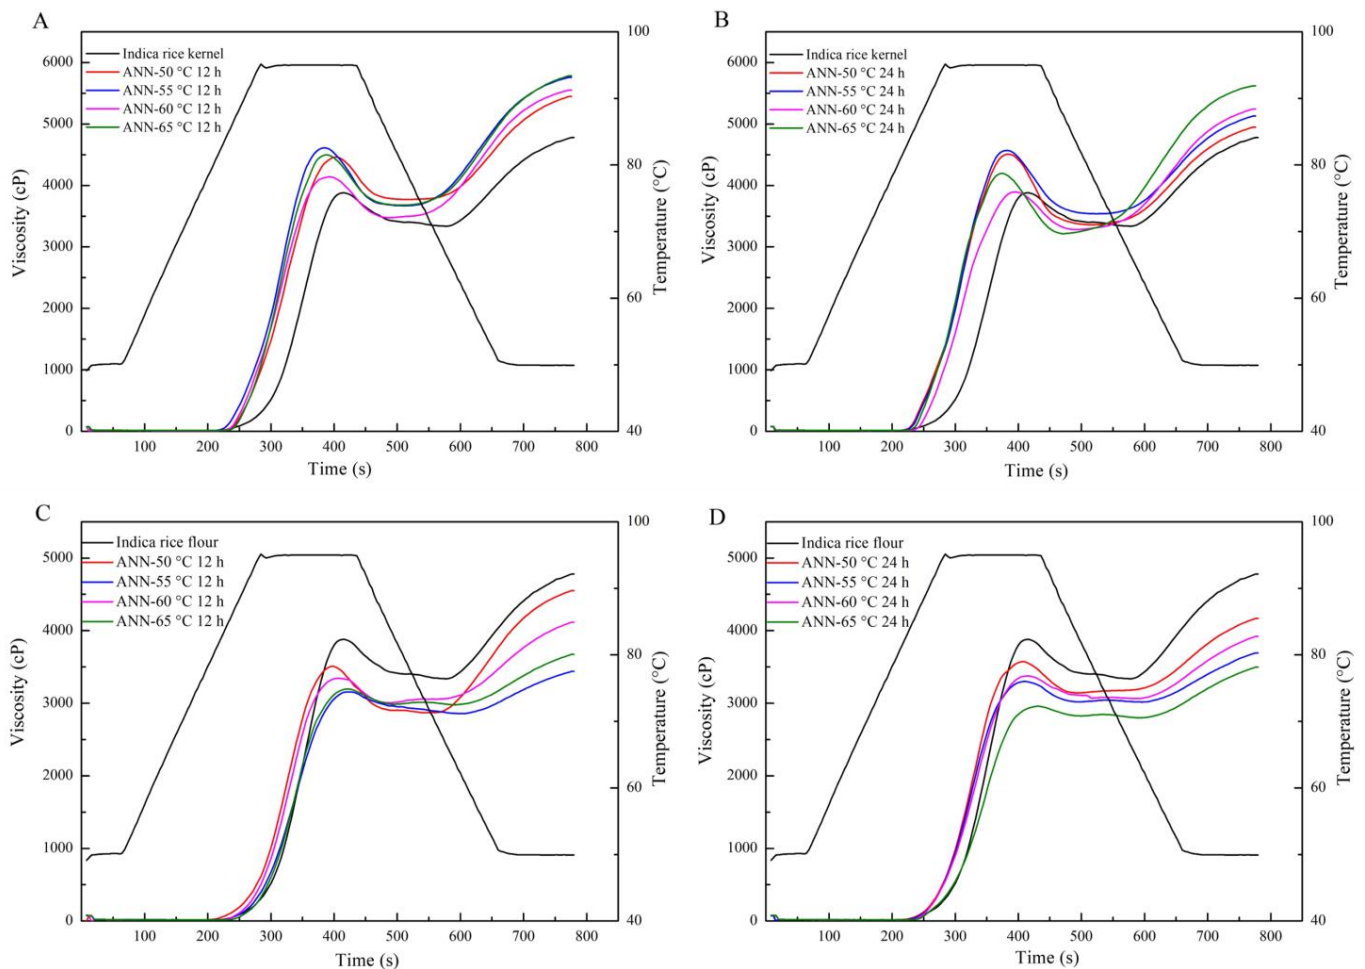 A
Indica rice kernel
ANN-50 °C 12 h
ANN-55 °C 12 h
ANN-60 °C 12 h
ANN-65 °C 12 h
6000
5000
4000
3000
2000
1000
0
Viscosity (cP)
100
80
60
40
Temperature (°C)
100 200 300 400 500 600 700 800
Time (s)
B
Indica rice kernel
ANN-50 °C 24 h
ANN-55 °C 24 h
ANN-60 °C 24 h
ANN-65 °C 24 h
6000
5000
4000
3000
2000
1000
0
Viscosity (cP)
100
80
60
40
Temperature (°C)
100 200 300 400 500 600 700 800
Time (s)
C
Indica rice flour
ANN-50 °C 12 h
ANN-55 °C 12 h
ANN-60 °C 12 h
ANN-65 °C 12 h
5000
4000
3000
2000
1000
0
Viscosity (cP)
100
80
60
40
Temperature (°C)
100 200 300 400 500 600 700 800
Time (s)
D
Indica rice flour
ANN-50 °C 24 h
ANN-55 °C 24 h
ANN-60 °C 24 h
ANN-65 °C 24 h
5000
4000
3000
2000
1000
0
Viscosity (cP)
100
80
60
40
Temperature (°C)
100 200 300 400 500 600 700 800
Time (s)